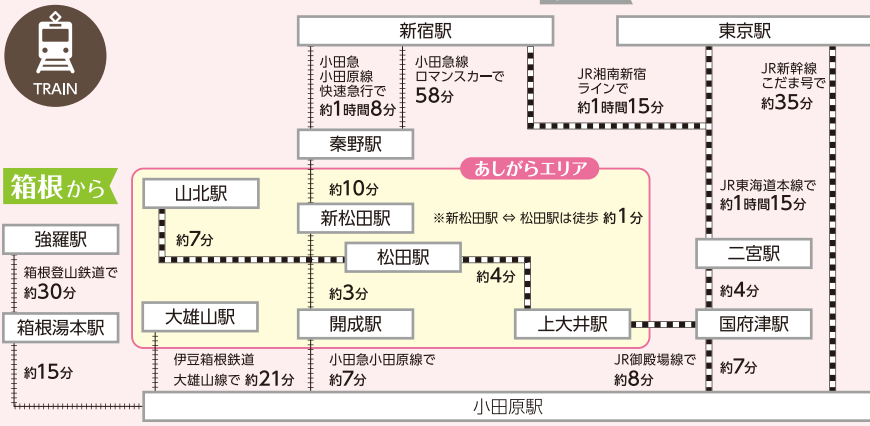 TRAIN
新宿駅
東京駅
小田急
小田原線
快速急行で
約1時間8分
小田急線
ロマンスカーで
58分
JR湘南新宿
ラインで
約1時間15分
JR新幹線
こだま号で
約35分
秦野駅
箱根から
あしがらエリア
山北駅
約10分
JR東海道本線で
約1時間15分
新松田駅
※新松田駅 ⇔ 松田駅は徒歩 約1分
強羅駅
約7分
松田駅
二宮駅
箱根登山鉄道で
約30分
約4分
約3分
約4分
箱根湯本駅
大雄山駅
開成駅
上大井駅
国府津駅
約15分
伊豆箱根鉄道
大雄山線で 約21分
小田急小田原線で
約7分
JR御殿場線で
約8分
約7分
小田原駅